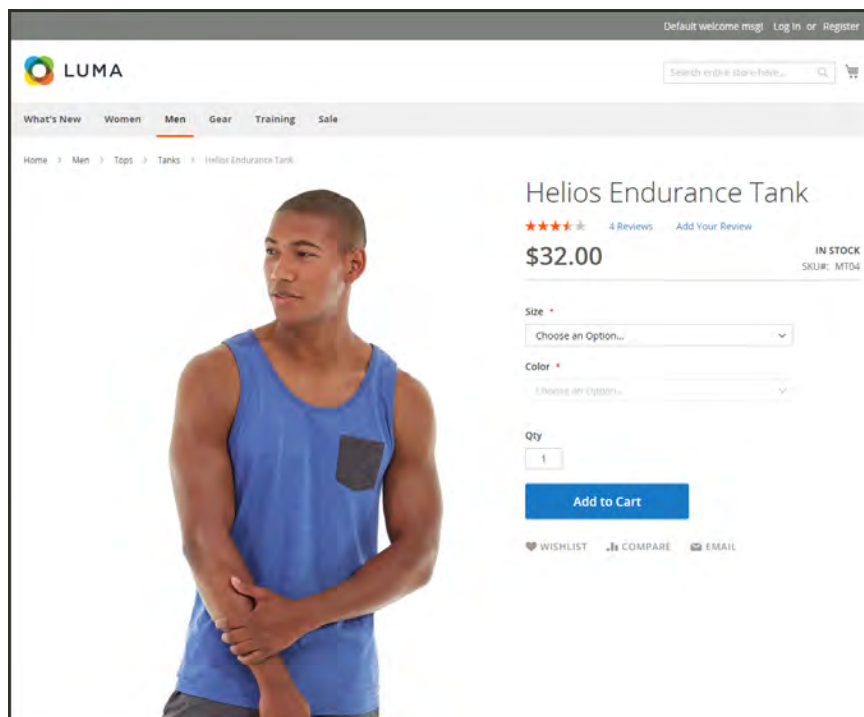 Default welcome msg! Log In or Register
LUMA
Search entire store here...
What's New Women Men Gear Training Sale
Home > Men > Tops > Tanks > Helios Endurance Tank
Helios Endurance Tank
4 Reviews Add Your Review
$32.00
IN STOCK
SKU#: MT04
Size *
Choose an Option...
Color *
Choose an Option...
Qty
1
Add to Cart
WISHLIST COMPARE EMAIL